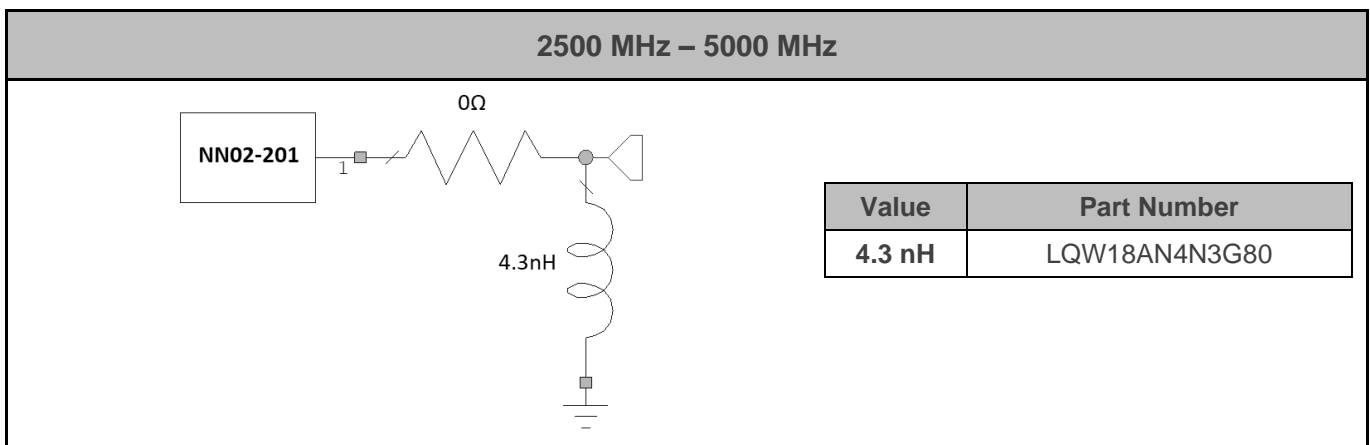 2500 MHz – 5000 MHz
0Ω
NN02-201
1
4.3nH
Value Part Number
4.3 nH LQW18AN4N3G80